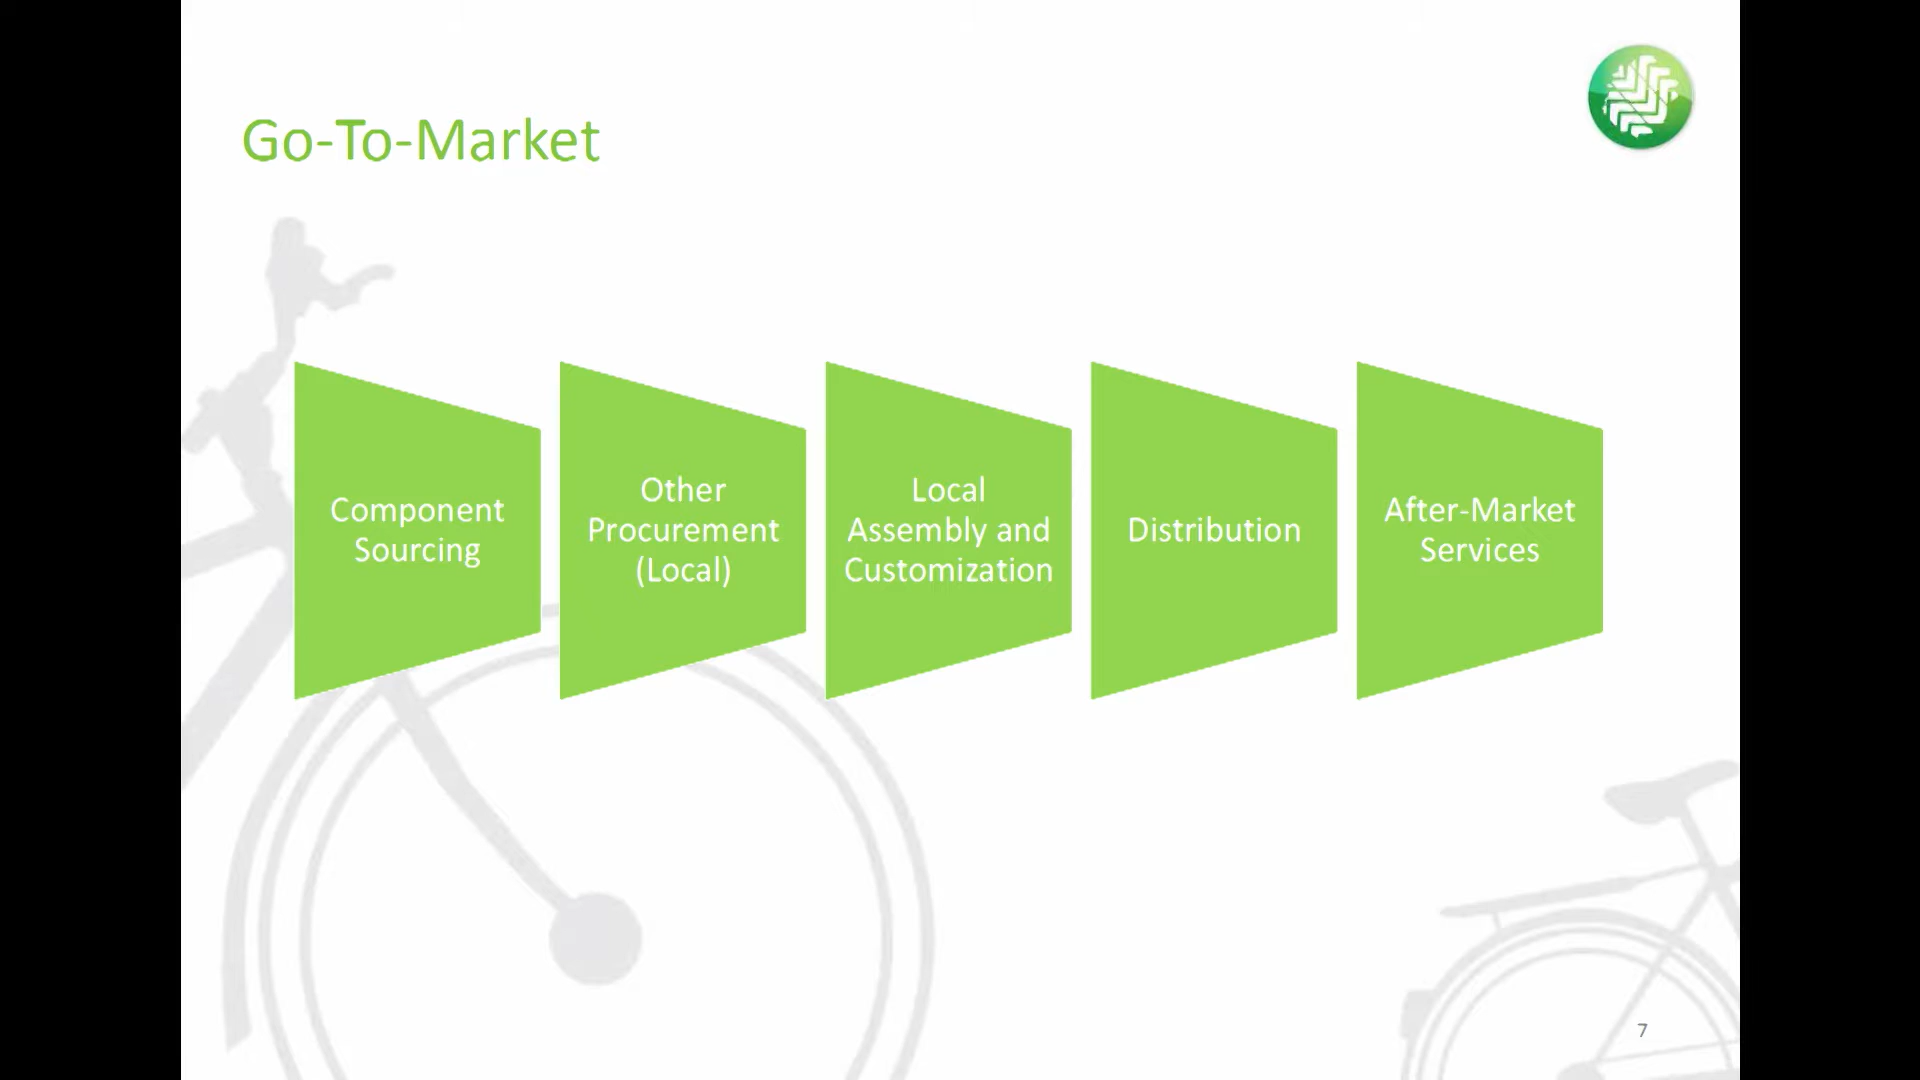 Go-To-Market
Component
Sourcing
Other
Procurement
(Local)
Local
Assembly and
Customization
Distribution
After-Market
Services
7